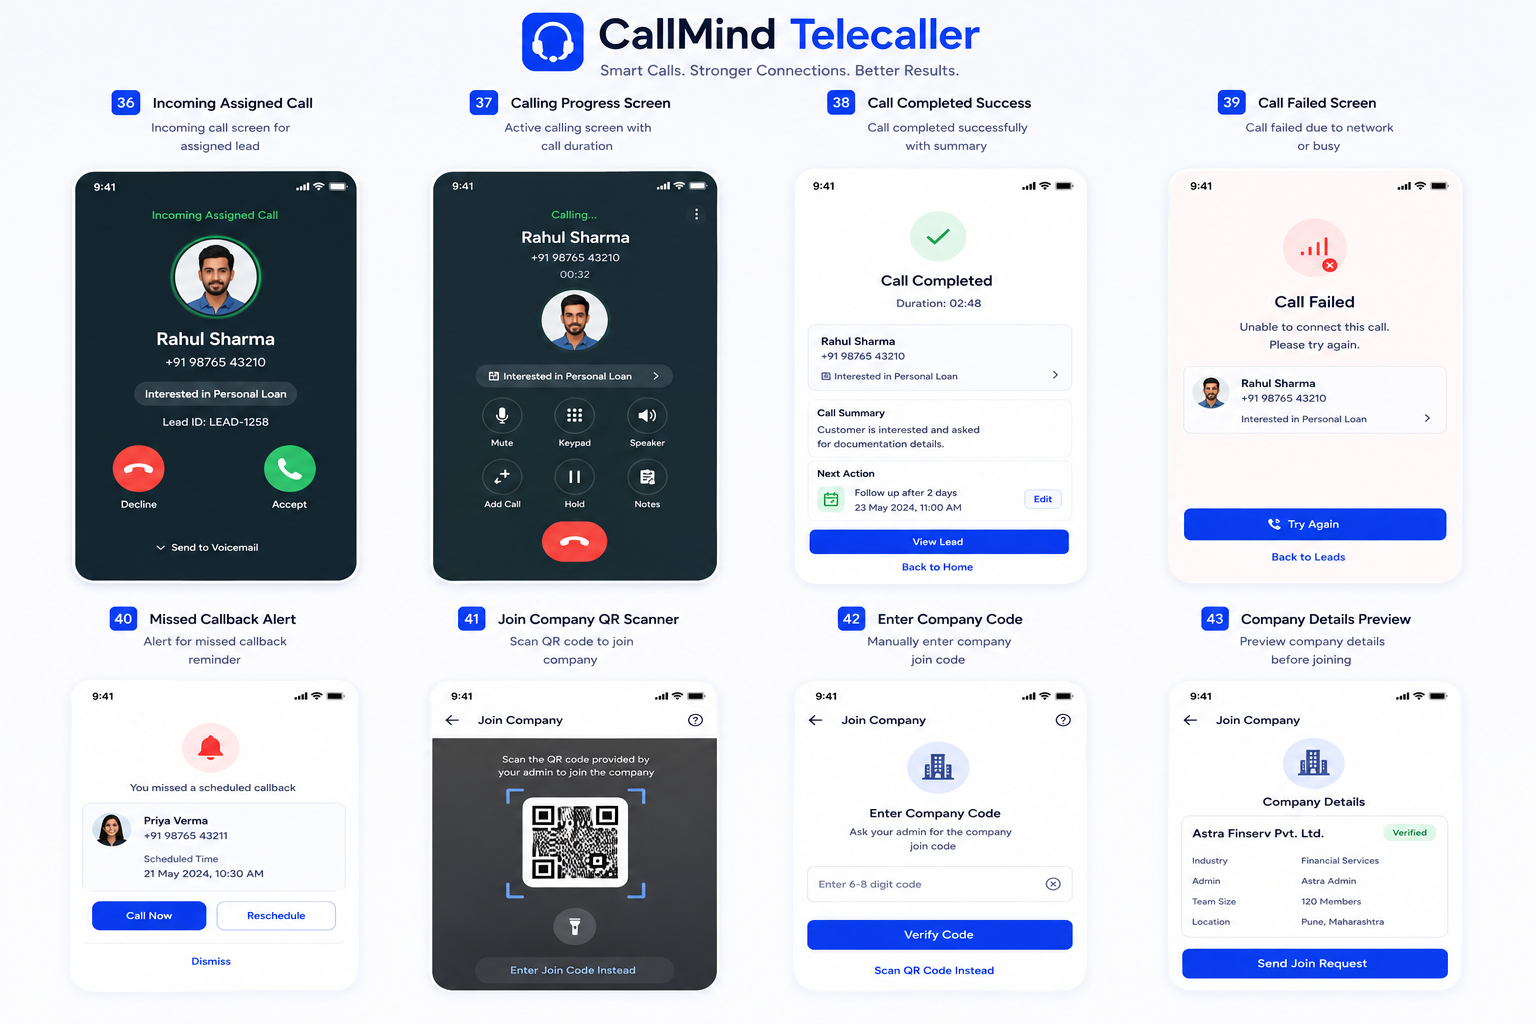 CallMind Telecaller
Smart Calls. Stronger Connections. Better Results.
36 Incoming Assigned Call
Incoming call screen for
assigned lead
9:41
Incoming Assigned Call
Rahul Sharma
+91 98765 43210
Interested in Personal Loan
Lead ID: LEAD-1258
Decline
Accept
Send to Voicemail
37 Calling Progress Screen
Active calling screen with
call duration
9:41
Calling...
Rahul Sharma
+91 98765 43210
00:32
Interested in Personal Loan
Mute
Keypad
Speaker
Add Call
Hold
Notes
38 Call Completed Success
Call completed successfully
with summary
9:41
Call Completed
Duration: 02:48
Rahul Sharma
+91 98765 43210
Interested in Personal Loan
Call Summary
Customer is interested and asked
for documentation details.
Next Action
Follow up after 2 days
23 May 2024, 11:00 AM
Edit
View Lead
Back to Home
39 Call Failed Screen
Call failed due to network
or busy
9:41
Call Failed
Unable to connect this call.
Please try again.
Rahul Sharma
+91 98765 43210
Interested in Personal Loan
Try Again
Back to Leads
40 Missed Callback Alert
Alert for missed callback
reminder
9:41
You missed a scheduled callback
Priya Verma
+91 98765 43211
Scheduled Time
21 May 2024, 10:30 AM
Call Now
Reschedule
Dismiss
41 Join Company QR Scanner
Scan QR code to join
company
9:41
Join Company
Scan the QR code provided by
your admin to join the company
Enter Join Code Instead
42 Enter Company Code
Manually enter company
join code
9:41
Join Company
Enter Company Code
Ask your admin for the company
join code
Enter 6-8 digit code
Verify Code
Scan QR Code Instead
43 Company Details Preview
Preview company details
before joining
9:41
Join Company
Company Details
Astra Finserv Pvt. Ltd.
Verified
Industry Financial Services
Admin Astra Admin
Team Size 120 Members
Location Pune, Maharashtra
Send Join Request